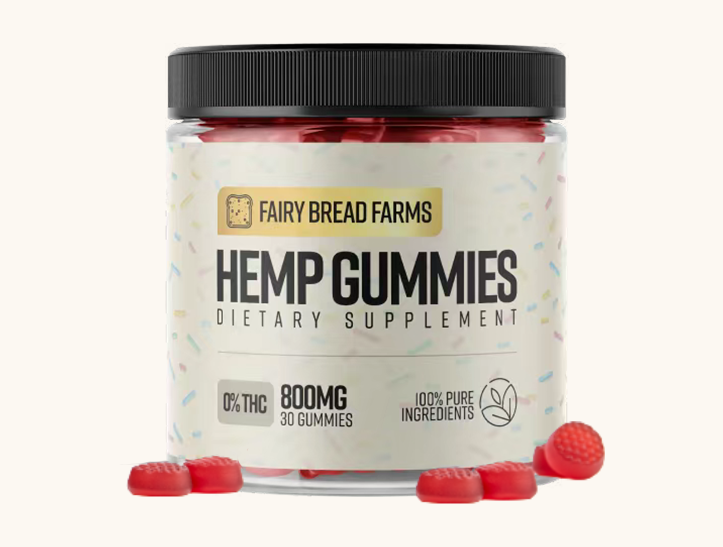 FAIRY BREAD FARMS
HEMP GUMMIES
DIETARY SUPPLEMENT
0% THC
800MG
30 GUMMIES
100% PURE
INGREDIENTS